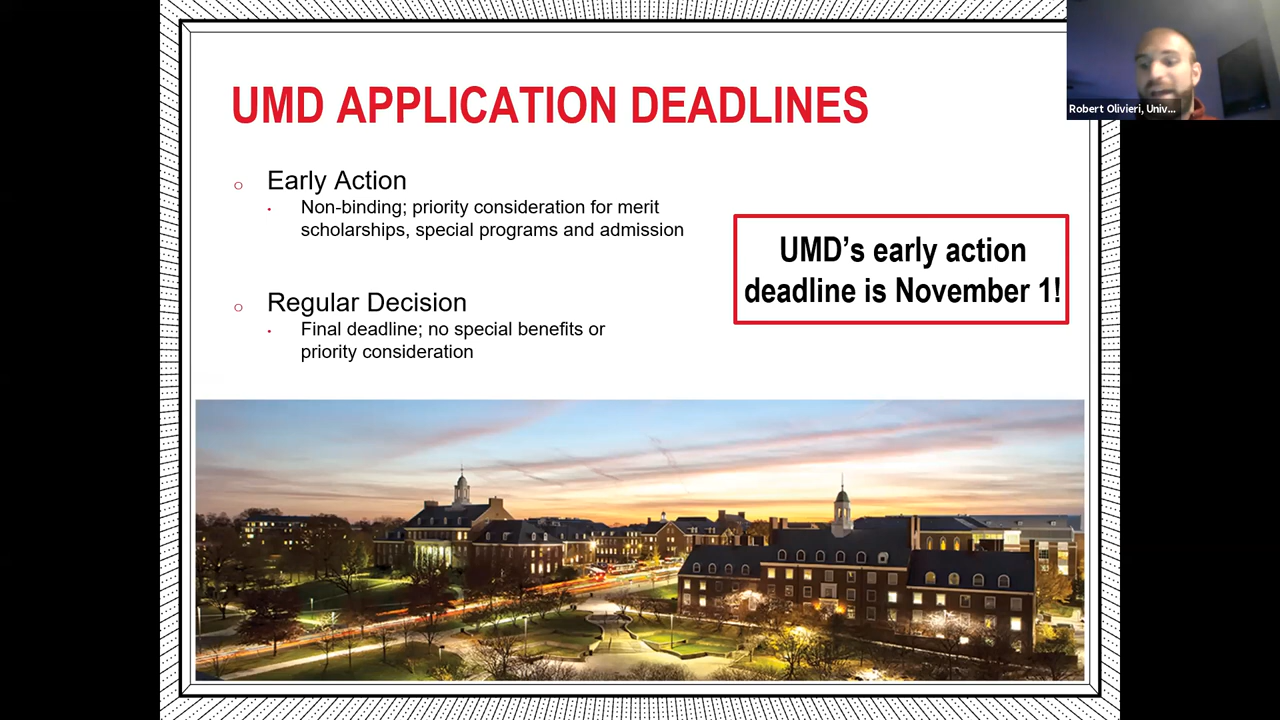 UMD APPLICATION DEADLINES
Robert Olivieri, Univ...
Early Action
Non-binding; priority consideration for merit
scholarships, special programs and admission
UMD’s early action
deadline is November 1!
Regular Decision
Final deadline; no special benefits or
priority consideration